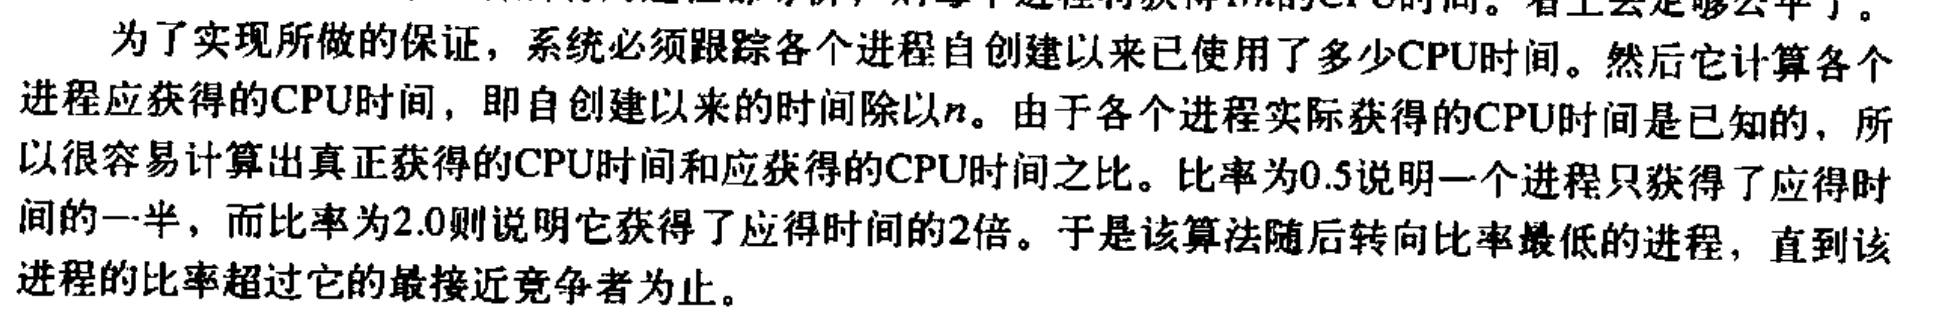 为了实现所做的保证，系统必须跟踪各个进程自创建以来已使用了多少CPU时间。然后它计算各个
进程应获得的CPU时间，即自创建以来的时间除以n。由于各个进程实际获得的CPU时间是已知的，所
以很容易计算出真正获得的CPU时间和应获得的CPU时间之比。比率为0.5说明一个进程只获得了应得时
间的一半，而比率为2.0则说明它获得了应得时间的2倍。于是该算法随后转向比率最低的进程，直到该
进程的比率超过它的最接近竞争者为止。